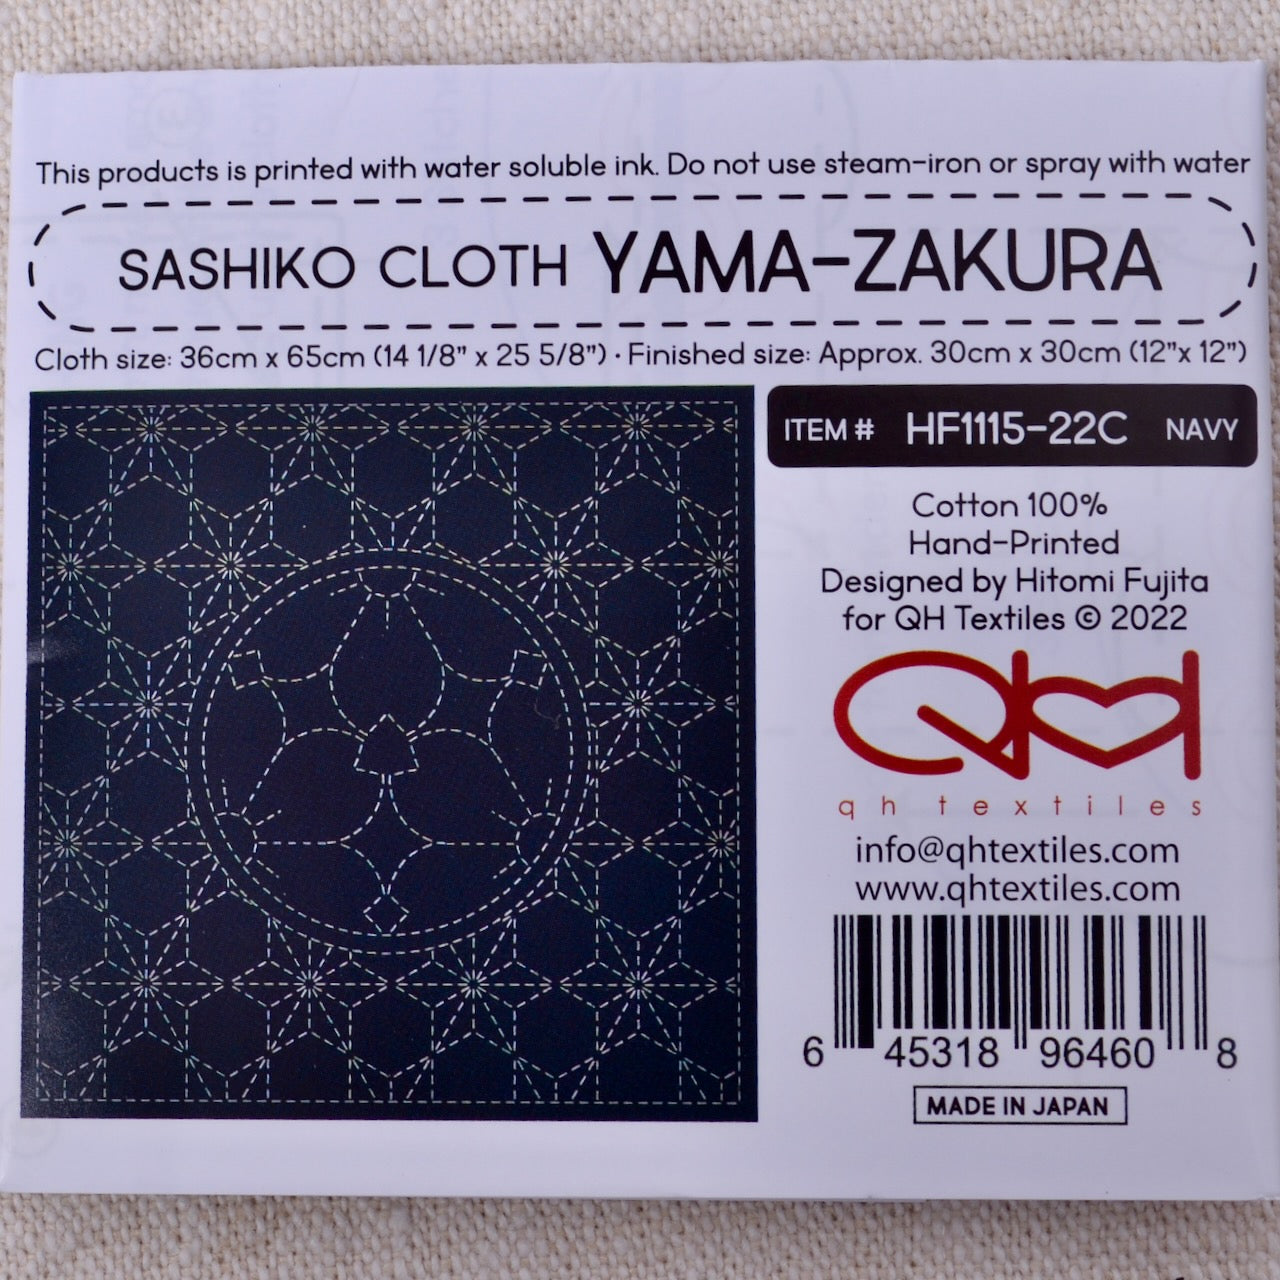 This products is printed with water soluble ink. Do not use steam-iron or spray with water
SASHIKO CLOTH YAMA-ZAKURA
Cloth size: 36cm x 65cm (14 1/8" x 25 5/8") · Finished size: Approx. 30cm x 30cm (12"x 12")
ITEM # HF1115-22C NAVY
Cotton 100%
Hand-Printed
Designed by Hitomi Fujita
for QH Textiles © 2022
QH
qh textiles
info@qhtextiles.com
www.qhtextiles.com
6 45318 96460 8
MADE IN JAPAN